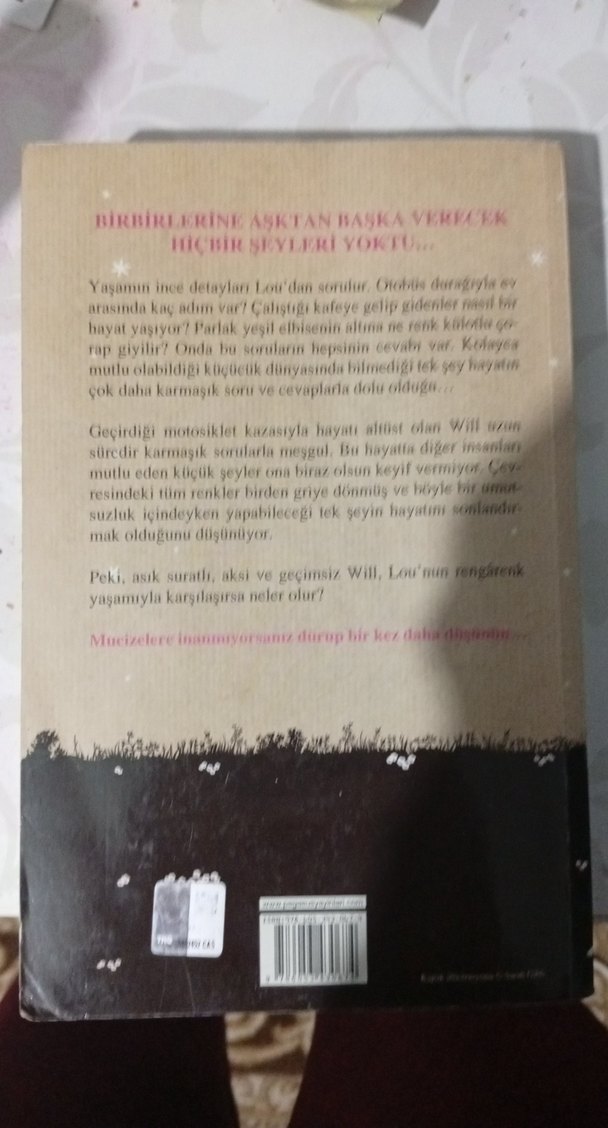 BİRBİRLERİNE AŞKTAN BAŞKA VERECEK
HİÇBİR ŞEYLERİ YOKTU...
Yaşamın ince detayları Lou'dan sorulur. Otobüs durağıyla ev
arasında kaç adım var? Çalıştığı kafeye gelip gidenler nasıl bir
hayat yaşıyor? Parlak yeşil elbisenin altına ne renk külotlu ço-
rap giyilir? Onda bu soruların hepsinin cevabı var. Kolayca
mutlu olabildiği küçücük dünyasında bilmediği tek şey hayatın
çok daha karmaşık soru ve cevaplarla dolu olduğu...
Geçirdiği motosiklet kazasıyla hayatı altüst olan Will uzun
süredir karmaşık sorularla meşgul. Bu hayatta diğer insanları
mutlu eden küçük şeyler ona biraz olsun keyif vermiyor. Çev-
resindeki tüm renkler birden griye dönmüş ve böyle bir umut-
suzluk içindeyken yapabileceği tek şeyin hayatını sonlandır-
mak olduğunu düşünüyor.
Peki, asık suratlı, aksi ve geçimsiz Will, Lou'nun rengârenk
yaşamıyla karşılaşırsa neler olur?
Mucizelere inanmıyorsanız durup bir kez daha düşünün...
www.pegasusyayinlari.com